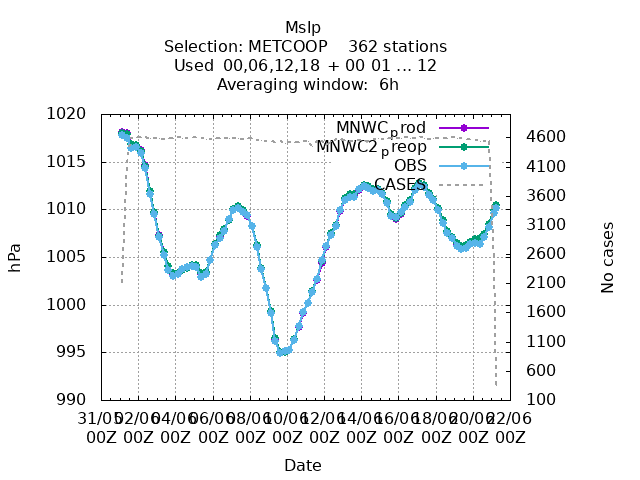 Mslp
Selection: METCOOP    362 stations
Used 00,06,12,18 + 00 01 ... 12
Averaging window:  6h
1020
1015
1010
1005
1000
995
990
hPa
MNWC_prod
MNWC2_preop
OBS
CASES
4600
4100
3600
3100
2600
2100
1600
1100
600
100
No cases
31/05 02/06 04/06 06/06 08/06 10/06 12/06 14/06 16/06 18/06 20/06 22/06
00Z 00Z 00Z 00Z 00Z 00Z 00Z 00Z 00Z 00Z 00Z 00Z
Date